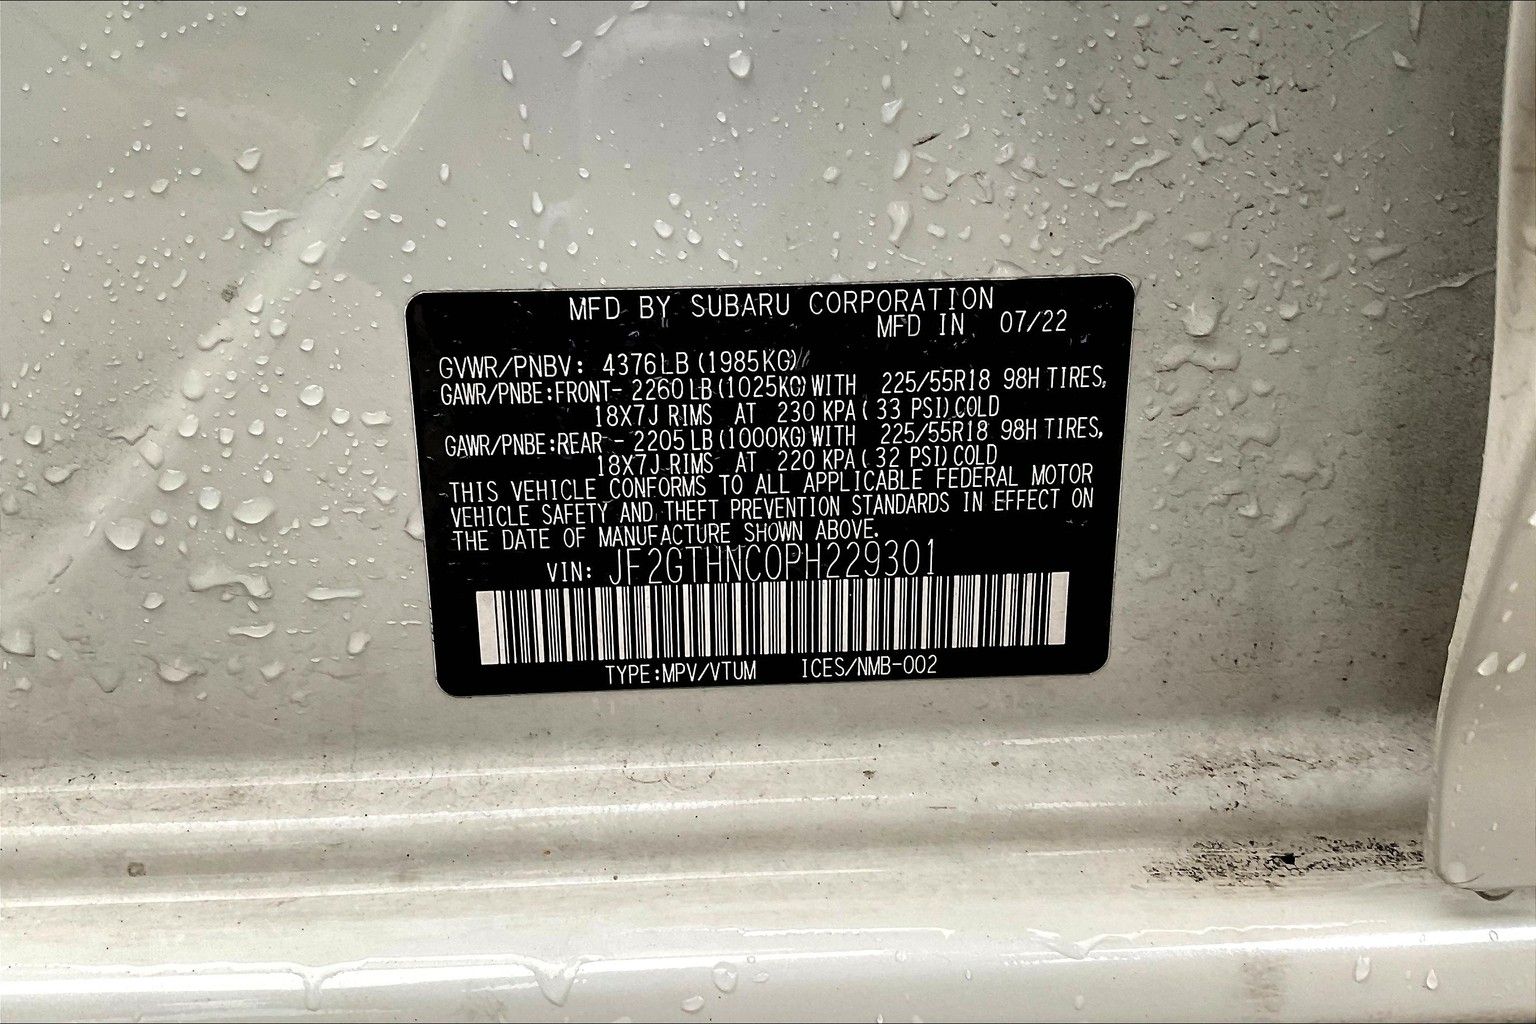 MFD BY SUBARU CORPORATION
MFD IN 07/22
GVWR/PNBV: 4376LB (1985KG)
GAWR/PNBE:FRONT- 2260LB (1025KG) WITH 225/55R18 98H TIRES,
18X7J RIMS AT 230 KPA ( 33 PSI) COLD
GAWR/PNBE:REAR - 2205LB (1000KG) WITH 225/55R18 98H TIRES,
18X7J RIMS AT 220 KPA ( 32 PSI) COLD
THIS VEHICLE CONFORMS TO ALL APPLICABLE FEDERAL MOTOR
VEHICLE SAFETY AND THEFT PREVENTION STANDARDS IN EFFECT ON
THE DATE OF MANUFACTURE SHOWN ABOVE.
VIN: JF2GTHNC0PH229301
TYPE:MPV/VTUM ICES/NMB-002